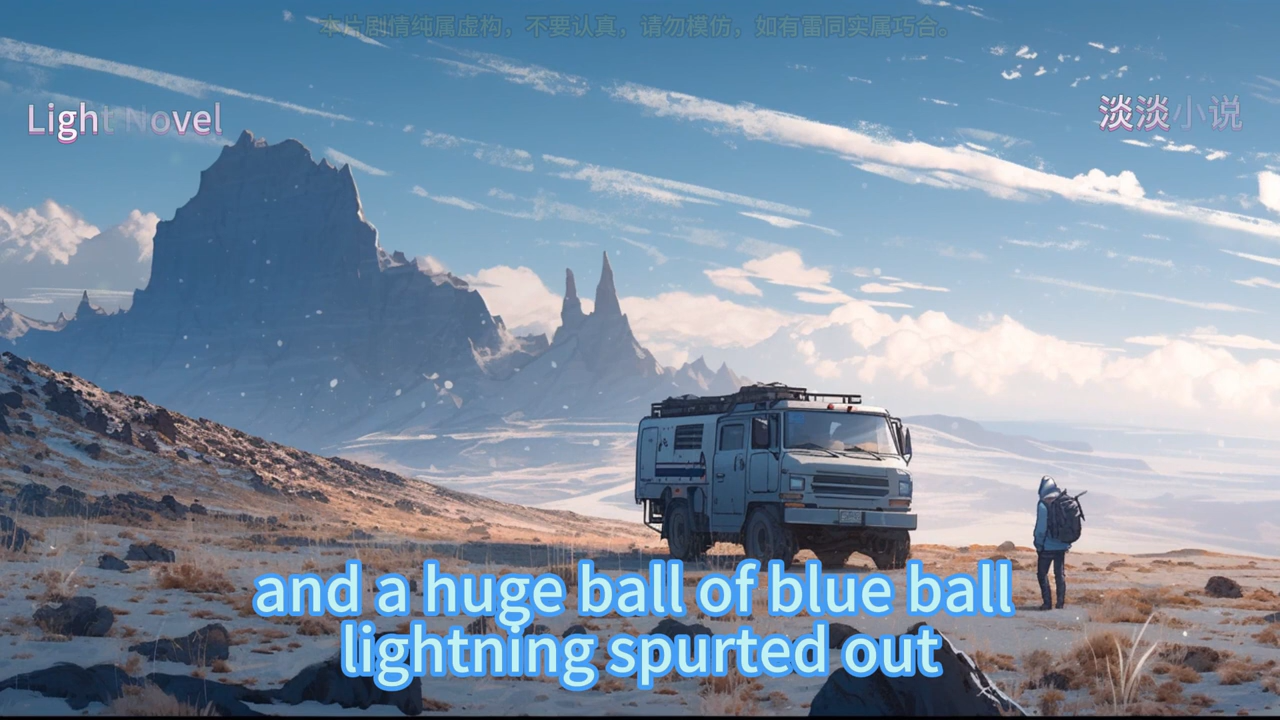 本片剧情纯属虚构，不要认真，请勿模仿，如有雷同实属巧合。
Light Novel
淡淡小说
and a huge ball of blue ball
lightning spurted out